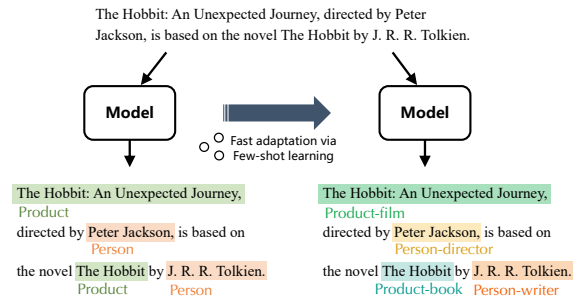 The Hobbit: An Unexpected Journey, directed by Peter
Jackson, is based on the novel The Hobbit by J. R. R. Tolkien.
Model
Fast adaptation via
Few-shot learning
Model
The Hobbit: An Unexpected Journey,
Product
directed by Peter Jackson, is based on
Person
the novel The Hobbit by J. R. R. Tolkien.
Product Person
The Hobbit: An Unexpected Journey,
Product-film
directed by Peter Jackson, is based on
Person-director
the novel The Hobbit by J. R. R. Tolkien.
Product-book Person-writer